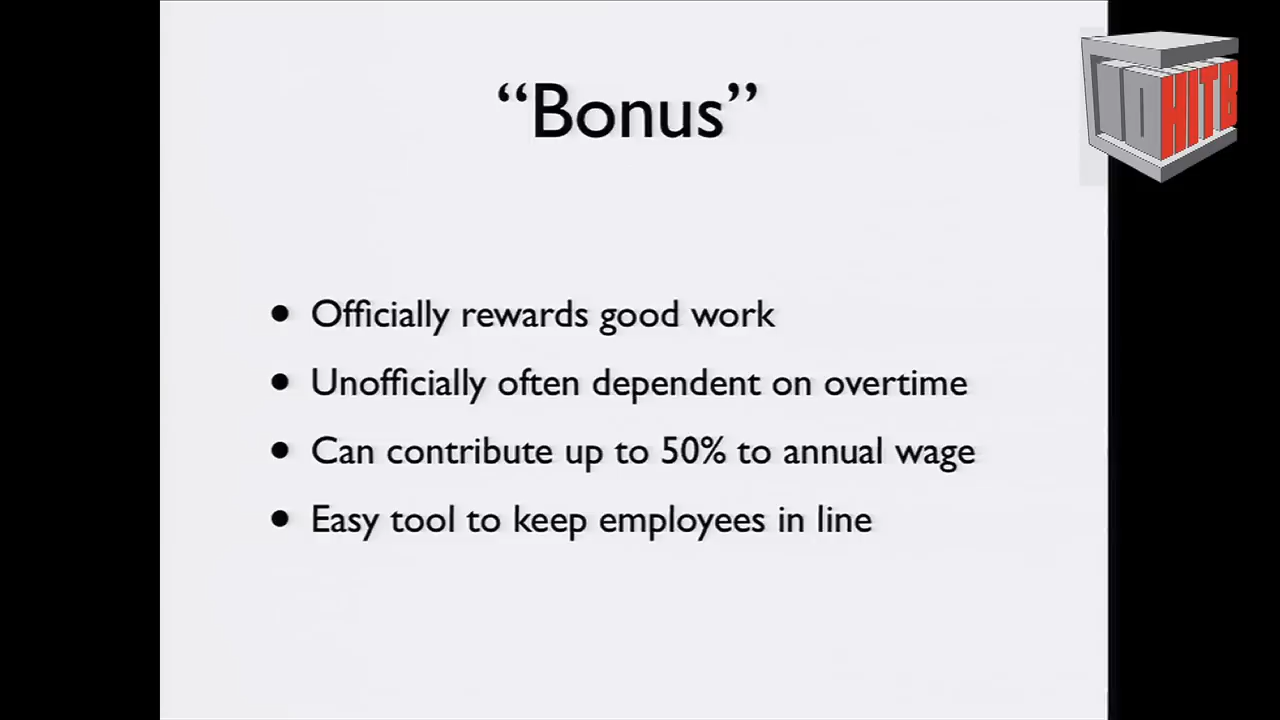 “Bonus”
• Officially rewards good work
• Unofficially often dependent on overtime
• Can contribute up to 50% to annual wage
• Easy tool to keep employees in line
HITB